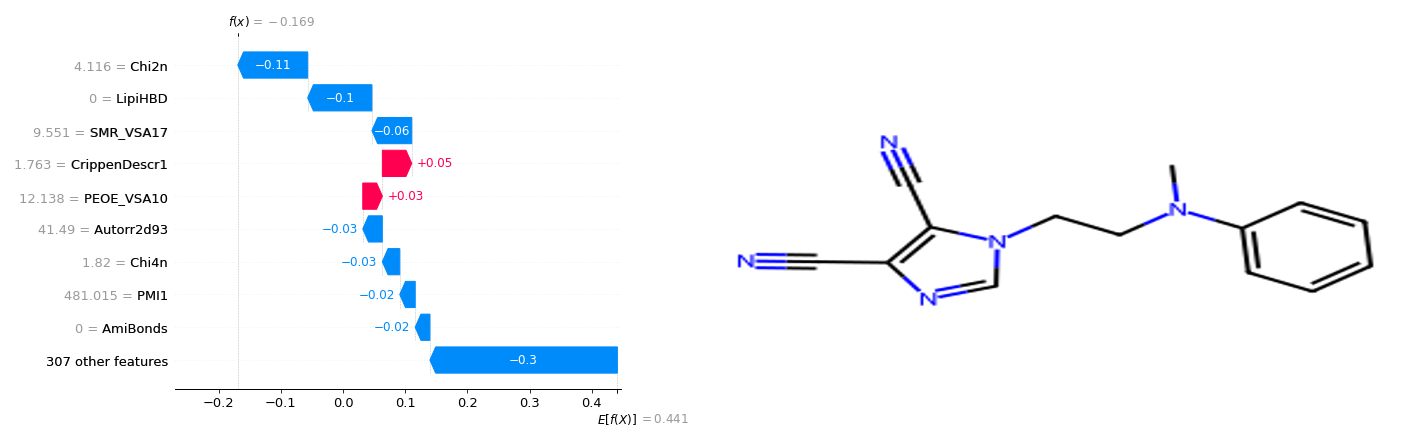 f(x) = −0.169
4.116 = Chi2n
−0.11
0 = LipiHBD
−0.1
9.551 = SMR_VSA17
−0.06
1.763 = CrippenDescr1
+0.05
12.138 = PEOE_VSA10
+0.03
41.49 = Autorr2d93
−0.03
1.82 = Chi4n
−0.03
481.015 = PMI1
−0.02
0 = AmiBonds
−0.02
307 other features
−0.3
−0.2 −0.1 0.0 0.1 0.2 0.3 0.4
E[f(X)] = 0.441
N
N
N
N
N